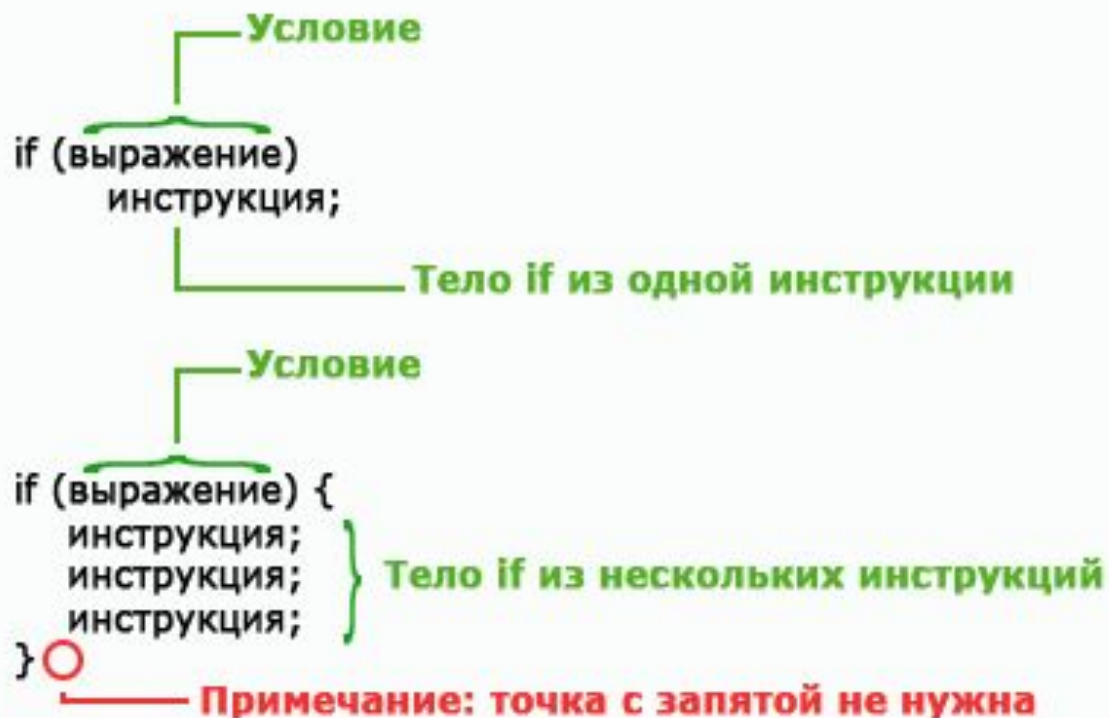 Условие
if (выражение)
инструкция;
Тело if из одной инструкции
Условие
if (выражение) {
инструкция;
инструкция;
инструкция;
Тело if из нескольких инструкций
}
Примечание: точка с запятой не нужна